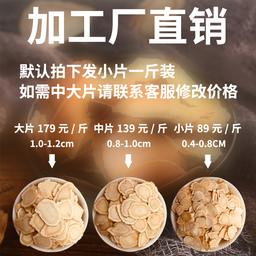 加工厂直销
默认拍下发小片一斤装
如需中大片请联系客服修改价格
大片 179 元 / 斤
1.0-1.2cm
中片 139 元 / 斤
0.8-1.0cm
小片 89 元 / 斤
0.4-0.8CM